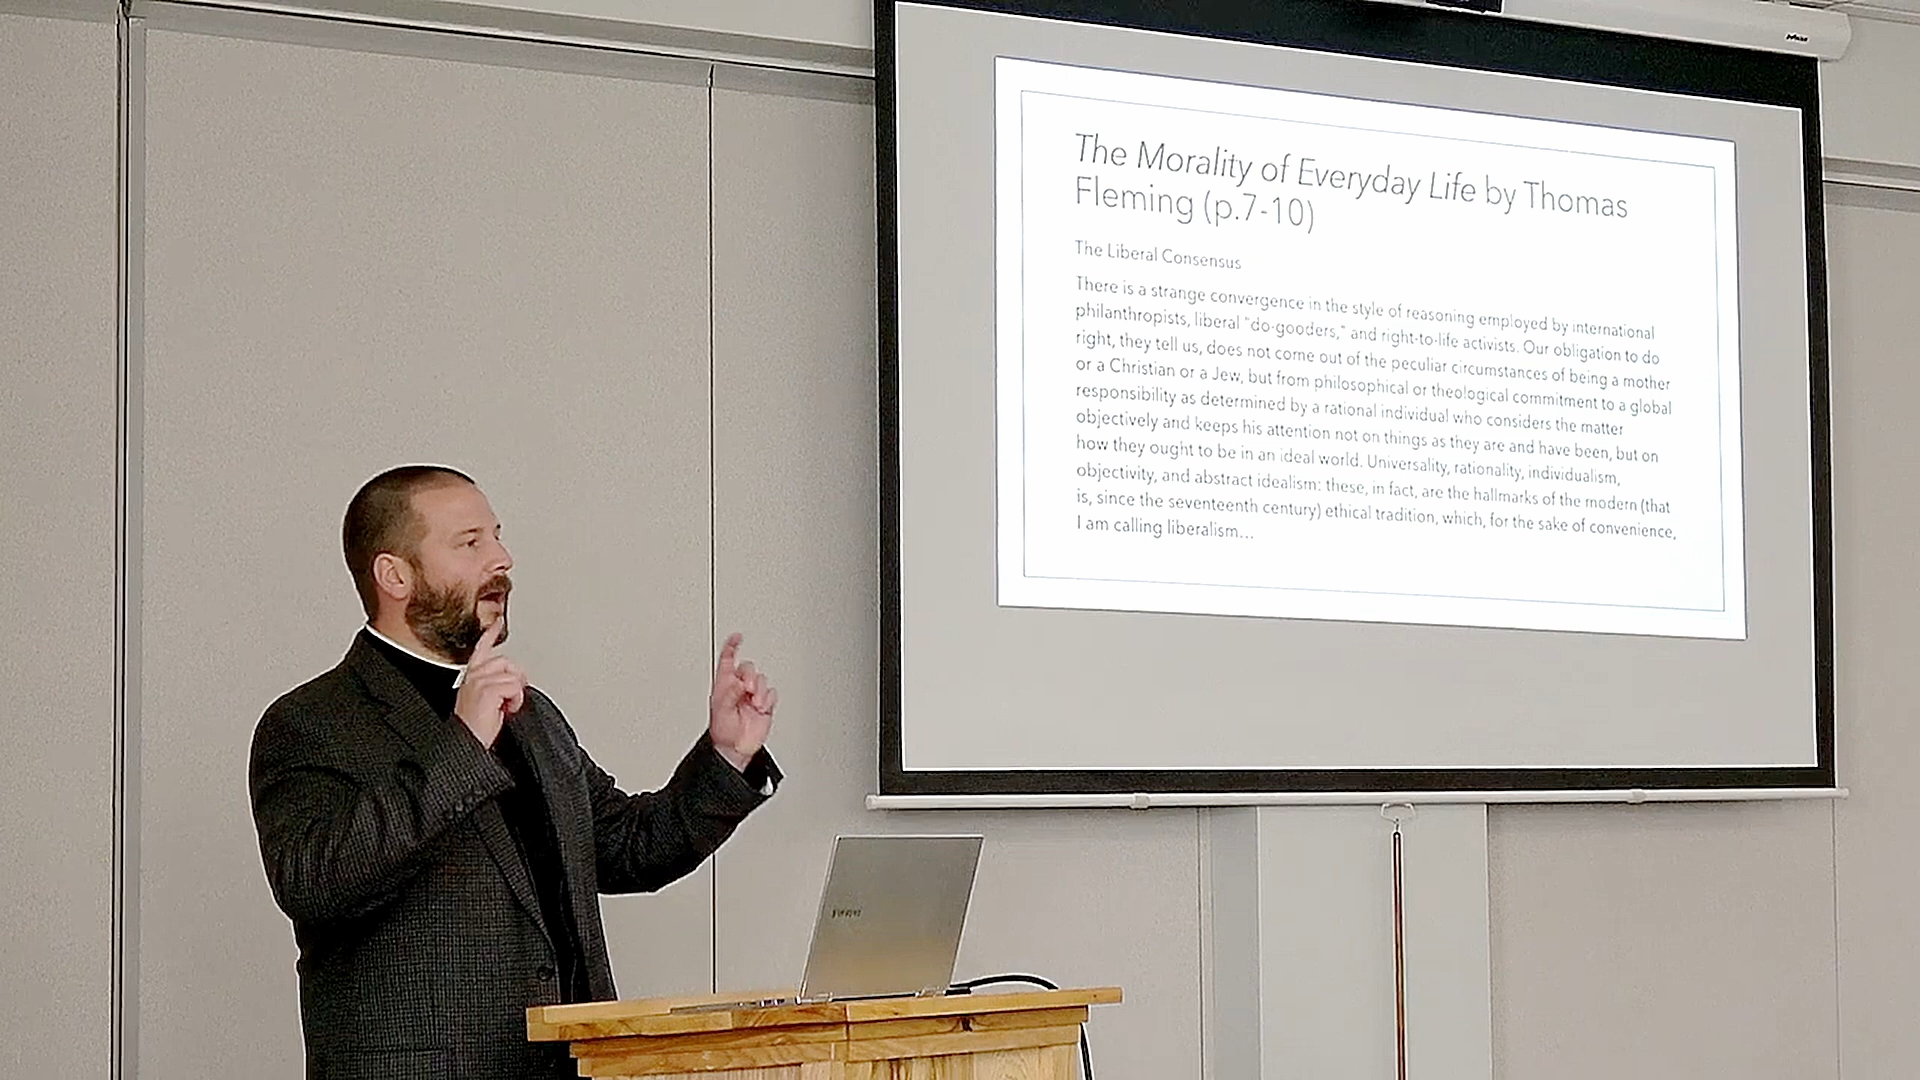 The Morality of Everyday Life by Thomas
Fleming (p.7-10)
The Liberal Consensus
There is a strange convergence in the style of reasoning employed by international
philanthropists, liberal "do-gooders," and right-to-life activists. Our obligation to do
right, they tell us, does not come out of the peculiar circumstances of being a mother
or a Christian or a Jew, but from philosophical or theological commitment to a global
responsibility as determined by a rational individual who considers the matter
objectively and keeps his attention not on things as they are and have been, but on
how they ought to be in an ideal world. Universality, rationality, individualism,
objectivity, and abstract idealism: these, in fact, are the hallmarks of the modern (that
is, since the seventeenth century) ethical tradition, which, for the sake of convenience,
I am calling liberalism...